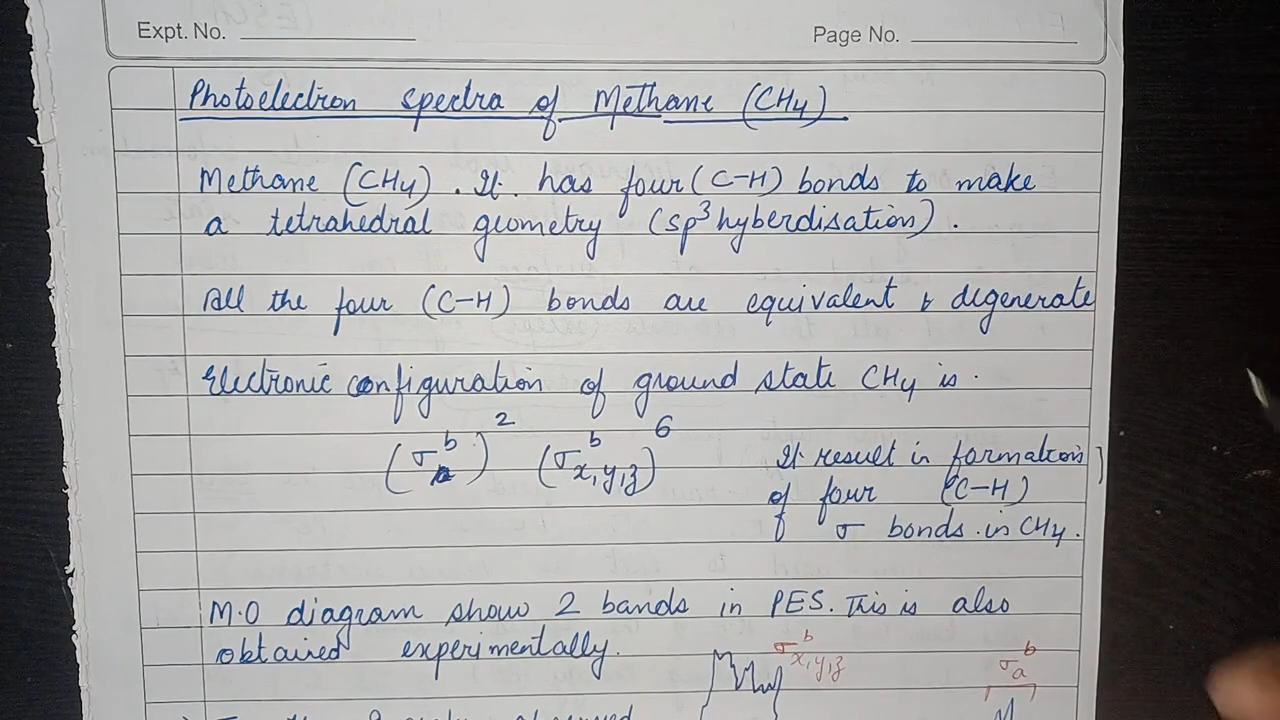 Expt. No. Page No.
Photoelectron spectra of Methane (CH4)
Methane (CH4). It has four (C-H) bonds to make
a tetrahedral geometry (sp³ hyberdisation).
All the four (C-H) bonds are equivalent & degenerate
Electronic configuration of ground state CH4 is.
(σₐᵇ)² (σᵇx,y,z)⁶
It result in formation
of four (C-H)
σ bonds in CH4.
M.O diagram show 2 bands in PES. This is also
obtained experimentally.
σᵇx,y,z
σₐᵇ